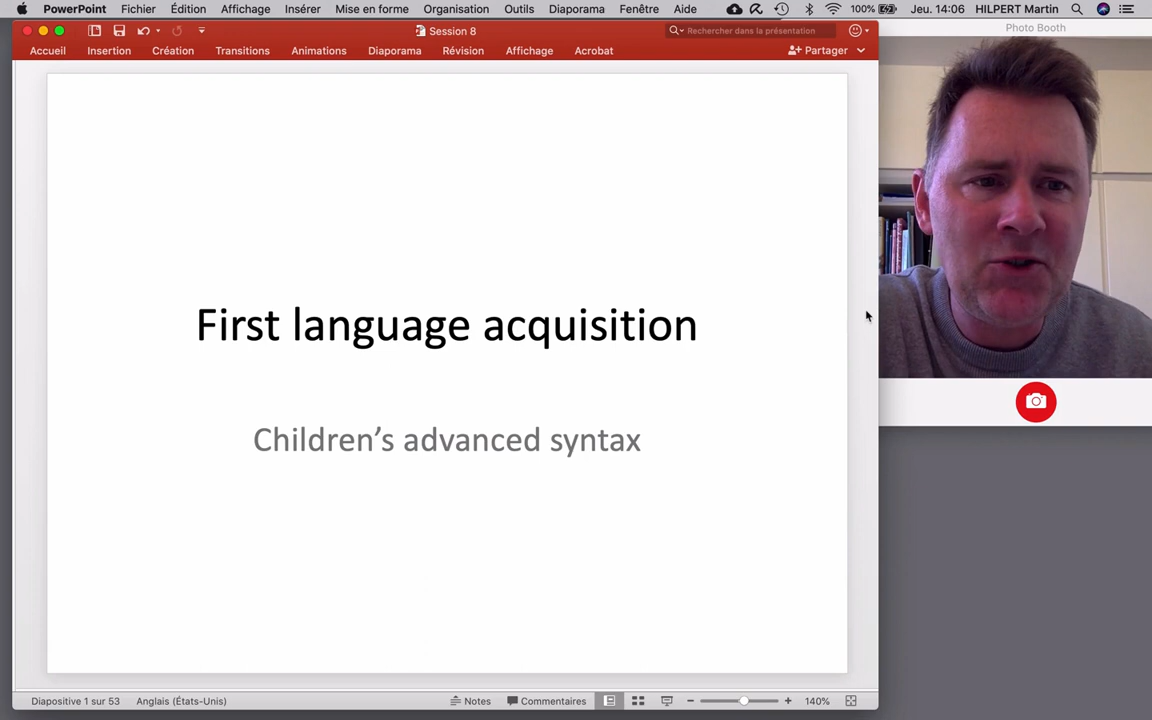 PowerPoint Fichier Édition Affichage Insérer Mise en forme Organisation Outils Diaporama Fenêtre Aide 100% Jeu. 14:06 HILPERT Martin
Photo Booth
Session 8
Rechercher dans la présentation
Accueil Insertion Création Transitions Animations Diaporama Révision Affichage Acrobat Partager
First language acquisition
Children's advanced syntax
Diapositive 1 sur 53 Anglais (États-Unis) Notes Commentaires 140%